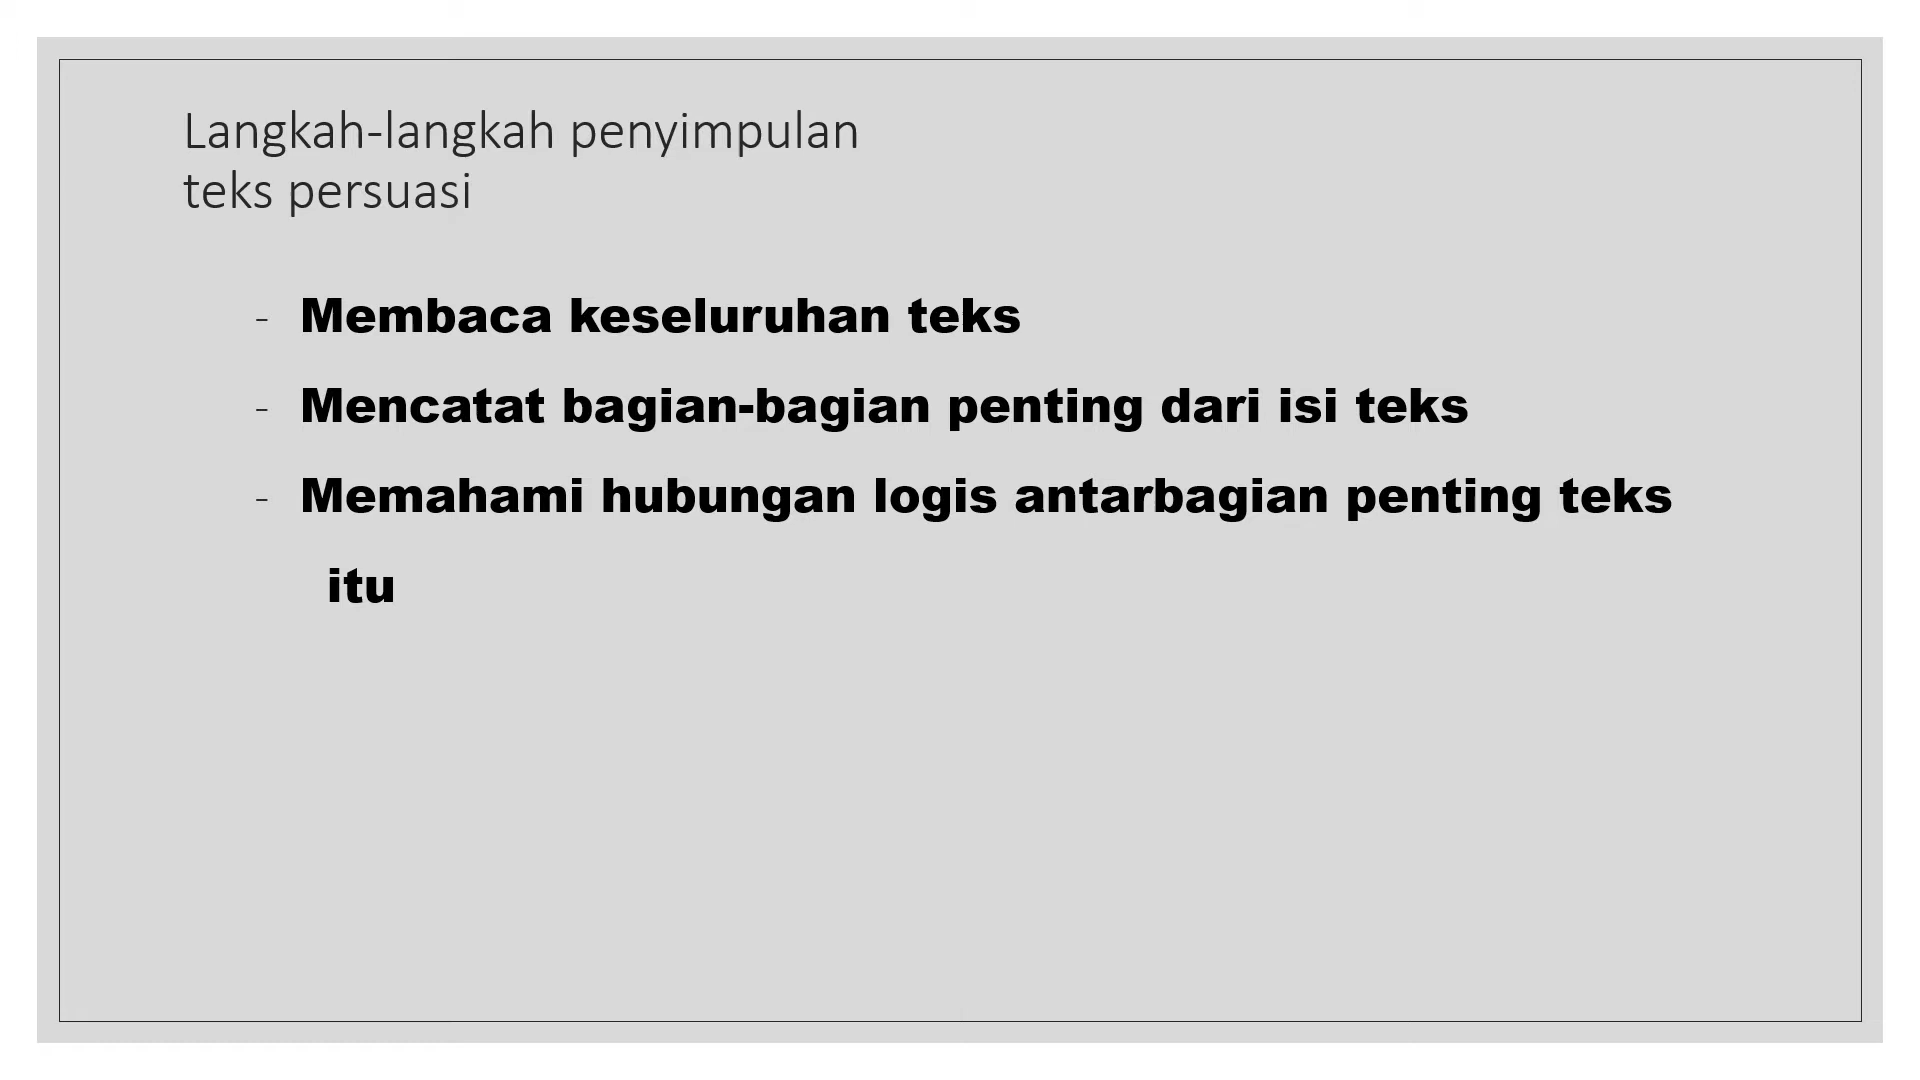 Langkah-langkah penyimpulan
teks persuasi
- Membaca keseluruhan teks
- Mencatat bagian-bagian penting dari isi teks
- Memahami hubungan logis antarbagian penting teks
itu